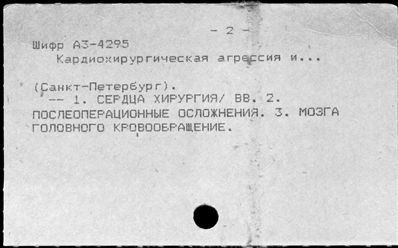 - 2 -
Шифр А3-4295
Кардиохирургическая агрессия и...
(Санкт-Петербург).
-- 1. СЕРДЦА ХИРУРГИЯ/ ВВ. 2.
ПОСЛЕОПЕРАЦИОННЫЕ ОСЛОЖНЕНИЯ. 3. МОЗГА
ГОЛОВНОГО КРОВООБРАЩЕНИЕ.